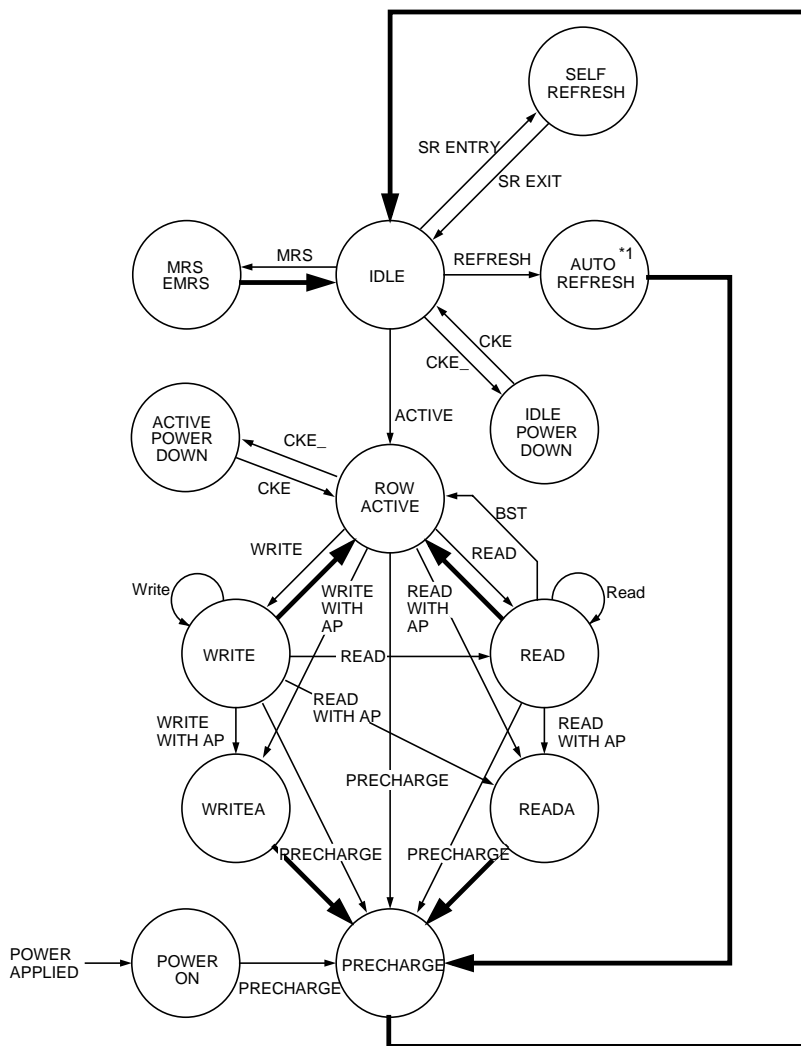 SELF
REFRESH
SR ENTRY
SR EXIT
MRS
EMRS
MRS
IDLE
REFRESH
AUTO
REFRESH
*1
CKE
CKE_
ACTIVE
POWER
DOWN
CKE_
CKE
ACTIVE
IDLE
POWER
DOWN
ROW
ACTIVE
BST
WRITE
READ
Write
WRITE
WITH
AP
READ
WITH
AP
Read
WRITE
READ
READ
READ
WITH AP
WRITE
WITH AP
READ
WITH AP
WRITEA
PRECHARGE
READA
PRECHARGE
PRECHARGE
POWER
APPLIED
POWER
ON
PRECHARGE
PRECHARGE